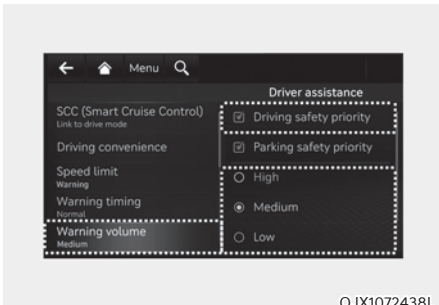 Menu
Driver assistance
SCC (Smart Cruise Control)
Link to drive mode
Driving convenience
Speed limit
Warning
Warning timing
Normal
Warning volume
Medium
Driving safety priority
Parking safety priority
High
Medium
Low
OJX1072438L